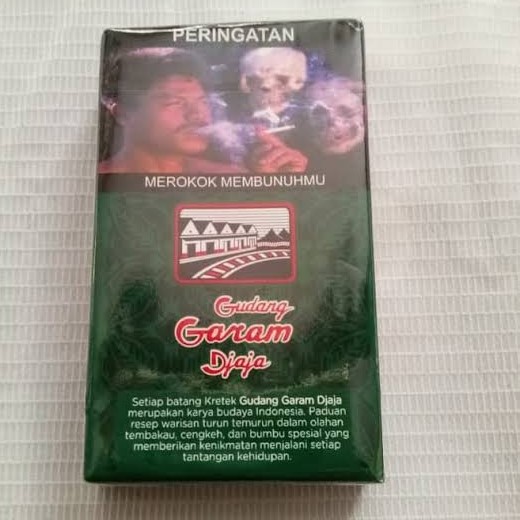 PERINGATAN
MEROKOK MEMBUNUHMU
Gudang
Garam
Djaja
Setiap batang Kretek Gudang Garam Djaja
merupakan karya budaya Indonesia. Paduan
resep warisan turun temurun dalam olahan
tembakau, cengkeh, dan bumbu spesial yang
memberikan kenikmatan menjalani setiap
tantangan kehidupan.